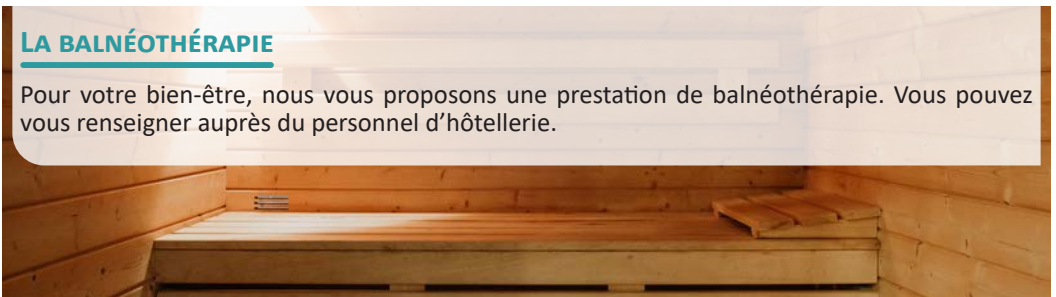 La balnéothérapie
Pour votre bien-être, nous vous proposons une prestation de balnéothérapie. Vous pouvez
vous renseigner auprès du personnel d’hôtellerie.